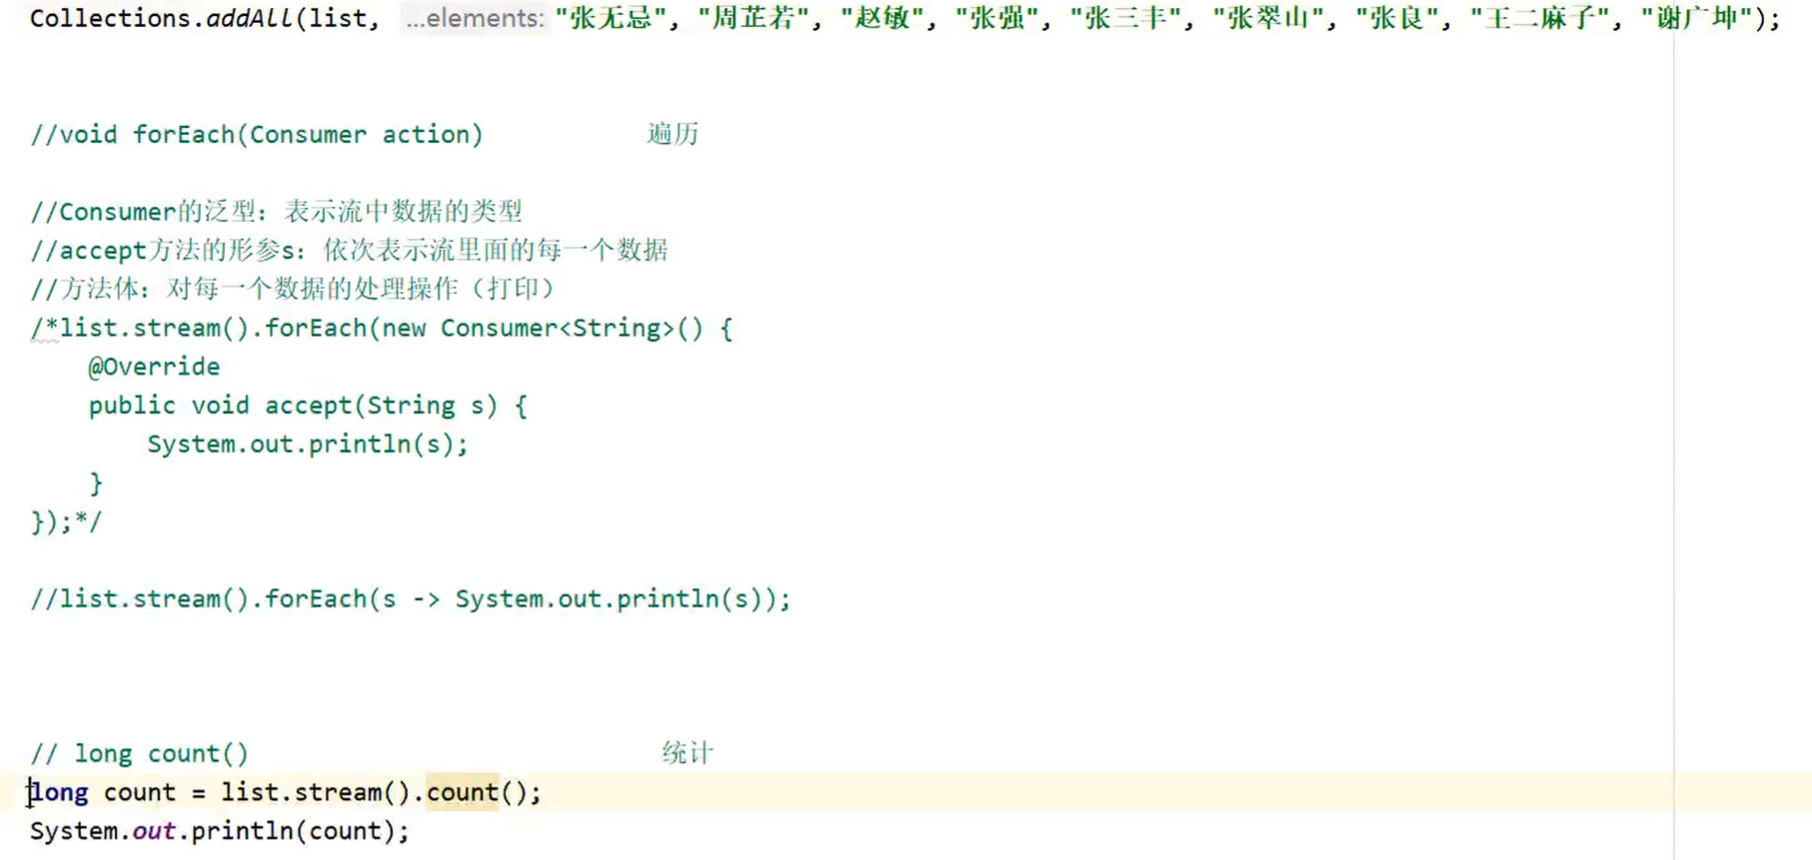 Collections.addAll(list, ...elements: "张无忌", "周芷若", "赵敏", "张强", "张三丰", "张翠山", "张良", "王二麻子", "谢广坤");
//void forEach(Consumer action) 遍历
//Consumer的泛型：表示流中数据的类型
//accept方法的形参s：依次表示流里面的每一个数据
//方法体：对每一个数据的处理操作（打印）
/*list.stream().forEach(new Consumer<String>() {
@Override
public void accept(String s) {
System.out.println(s);
}
});*/
//list.stream().forEach(s -> System.out.println(s));
// long count() 统计
long count = list.stream().count();
System.out.println(count);